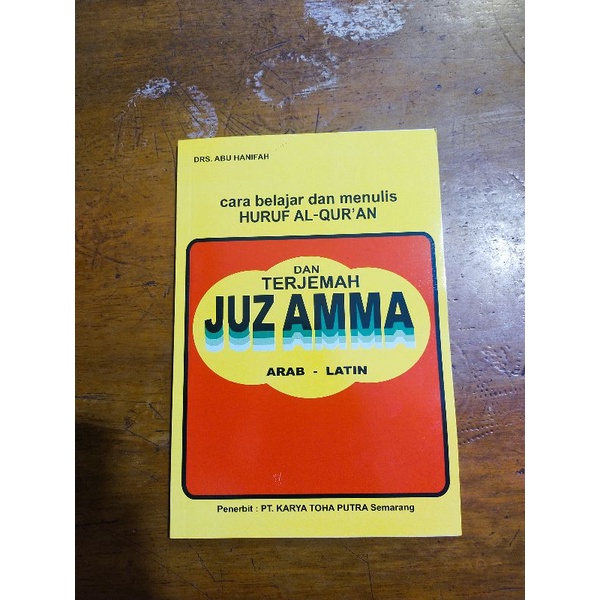 DRS. ABU HANIFAH
cara belajar dan menulis
HURUF AL-QUR'AN
DAN
TERJEMAH
JUZ AMMA
ARAB - LATIN
Penerbit : PT. KARYA TOHA PUTRA Semarang